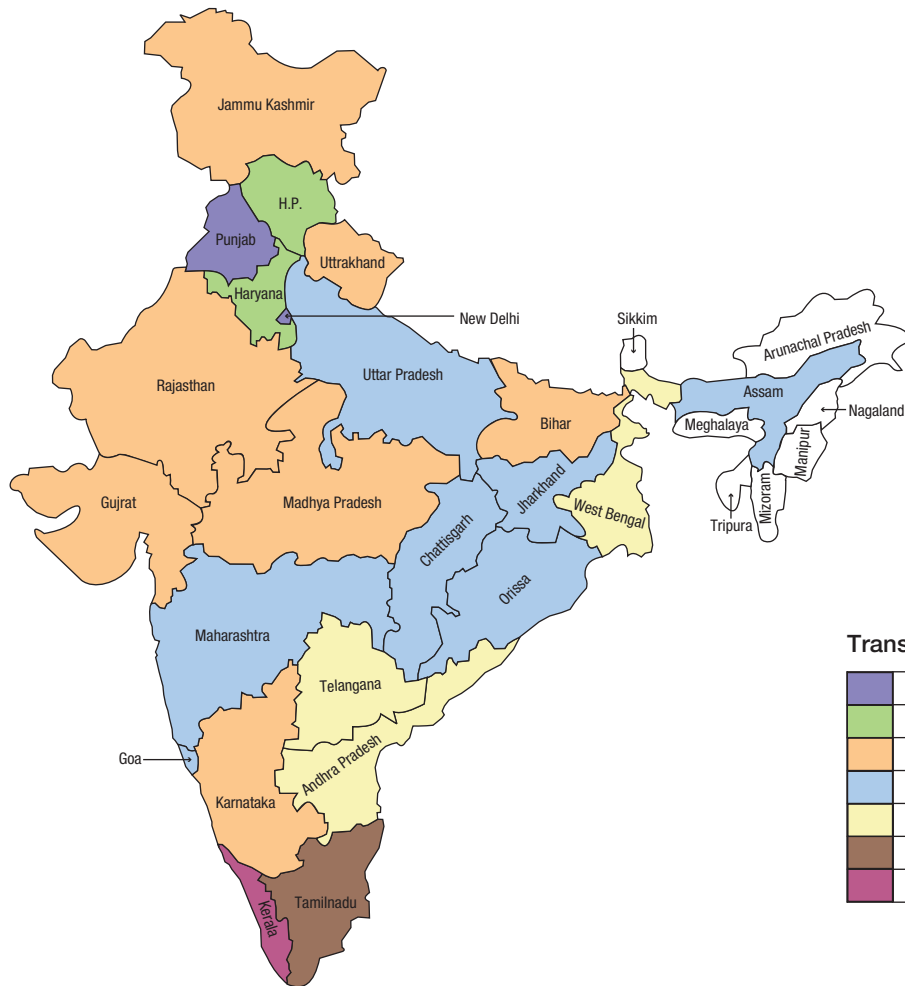 Jammu Kashmir
H.P.
Punjab
Uttrakhand
Haryana
New Delhi
Sikkim
Arunachal Pradesh
Rajasthan
Uttar Pradesh
Assam
Nagaland
Bihar
Meghalaya
Manipur
Gujrat
Madhya Pradesh
Jharkhand
Mizoram
West Bengal
Tripura
Chattisgarh
Orissa
Maharashtra
Trans
Telangana
Goa
Andhra Pradesh
Karnataka
Tamilnadu
Kerala